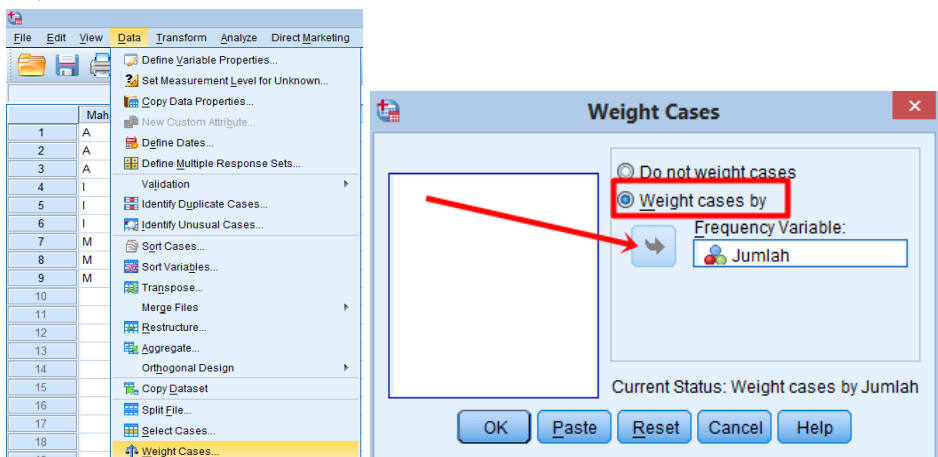 File Edit View Data Transform Analyze Direct Marketing
Define Variable Properties...
Set Measurement Level for Unknown...
Copy Data Properties...
New Custom Attribute...
Define Dates...
Define Multiple Response Sets...
Validation
Identify Duplicate Cases...
Identify Unusual Cases...
Sort Cases...
Sort Variables...
Transpose...
Merge Files
Restructure...
Aggregate...
Orthogonal Design
Copy Dataset
Split File...
Select Cases...
Weight Cases...
Mah
1 A
2 A
3 A
4 I
5 I
6 I
7 M
8 M
9 M
10
11
12
13
14
15
16
17
18
Weight Cases
Do not weight cases
Weight cases by
Frequency Variable:
Jumlah
Current Status: Weight cases by Jumlah
OK Paste Reset Cancel Help